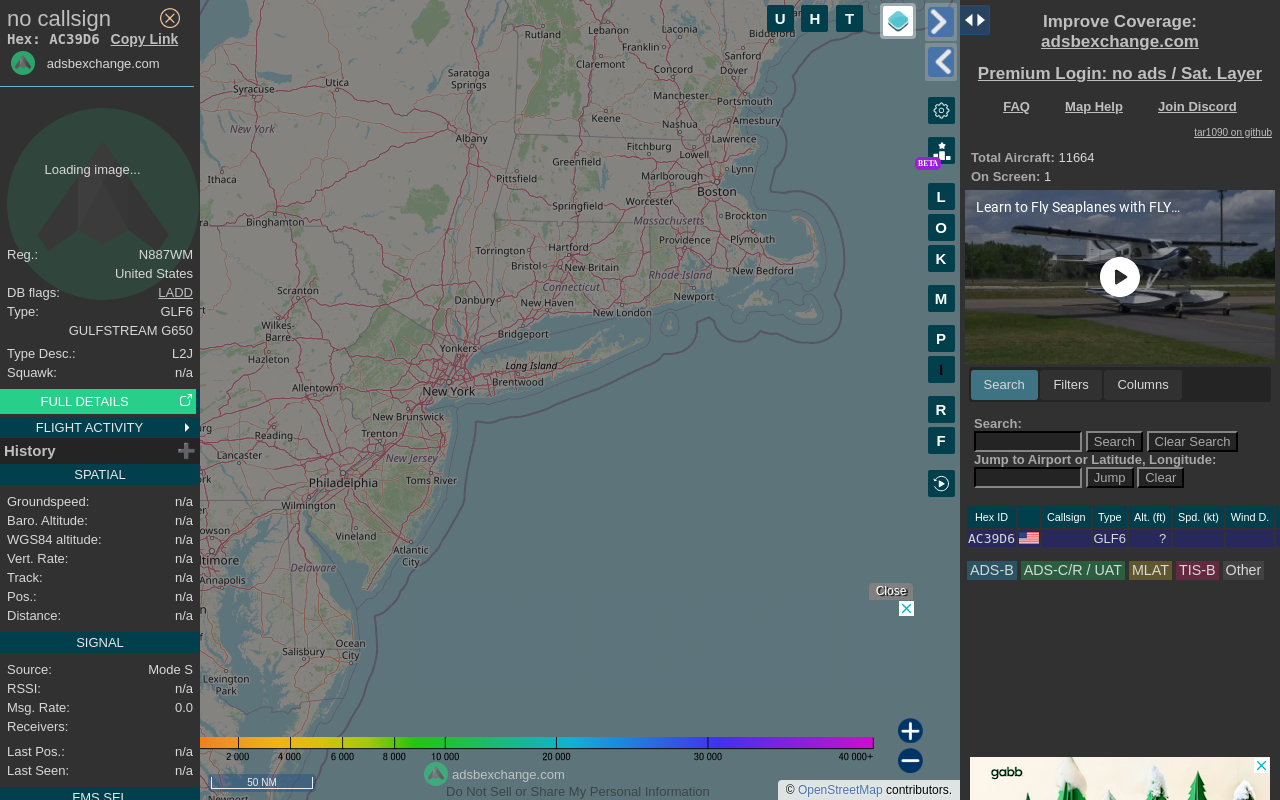 no callsign
Hex: AC39D6 Copy Link
adsbexchange.com
Loading image...
Reg.: N887WM
United States
DB flags: LADD
Type: GLF6
GULFSTREAM G650
Type Desc.: L2J
Squawk: n/a
FULL DETAILS
FLIGHT ACTIVITY
History
SPATIAL
Groundspeed: n/a
Baro. Altitude: n/a
WGS84 altitude: n/a
Vert. Rate: n/a
Track: n/a
Pos.: n/a
Distance: n/a
SIGNAL
Source: Mode S
RSSI: n/a
Msg. Rate: 0.0
Receivers:
Last Pos.: n/a
Last Seen: n/a
FMS SEL
U H T
BETA
L
O
K
M
P
I
R
F
Rutland
Lebanon
Laconia
Franklin
Biddeford
Claremont
Sanford
Concord
Dover
Utica
Saratoga
Springs
Syracuse
Manchester
Portsmouth
Keene
Nashua
Amesbury
New York
Albany
Fitchburg
Lawrence
Greenfield
Lowell
Pittsfield
Marlborough
Lynn
Ithaca
Boston
Worcester
Springfield
Massachusetts
Brockton
Binghamton
Torrington
Hartford
Providence
Plymouth
Bristol
New Britain
Rhode Island
New Bedford
Connecticut
Scranton
Danbury
New Haven
Newport
New London
Wilkes-
Barre
Bridgeport
Yonkers
Hazleton
Long Island
Brentwood
Allentown
New York
New Brunswick
Reading
Trenton
Lancaster
New Jersey
Toms River
Philadelphia
Wilmington
Vineland
Atlantic
City
Delaware
Annapolis
Ocean
City
Salisbury
Lexington
Park
Close
2 000 4 000 6 000 8 000 10 000 20 000 30 000 40 000+
50 NM
adsbexchange.com
Do Not Sell or Share My Personal Information
© OpenStreetMap contributors.
Improve Coverage:
adsbexchange.com
Premium Login: no ads / Sat. Layer
FAQ Map Help Join Discord
tar1090 on github
Total Aircraft: 11664
On Screen: 1
Learn to Fly Seaplanes with FLY...
Search Filters Columns
Search:
Search Clear Search
Jump to Airport or Latitude, Longitude:
Jump Clear
Hex ID Callsign Type Alt. (ft) Spd. (kt) Wind D.
AC39D6 GLF6 ?
ADS-B ADS-C/R / UAT MLAT TIS-B Other
gabb